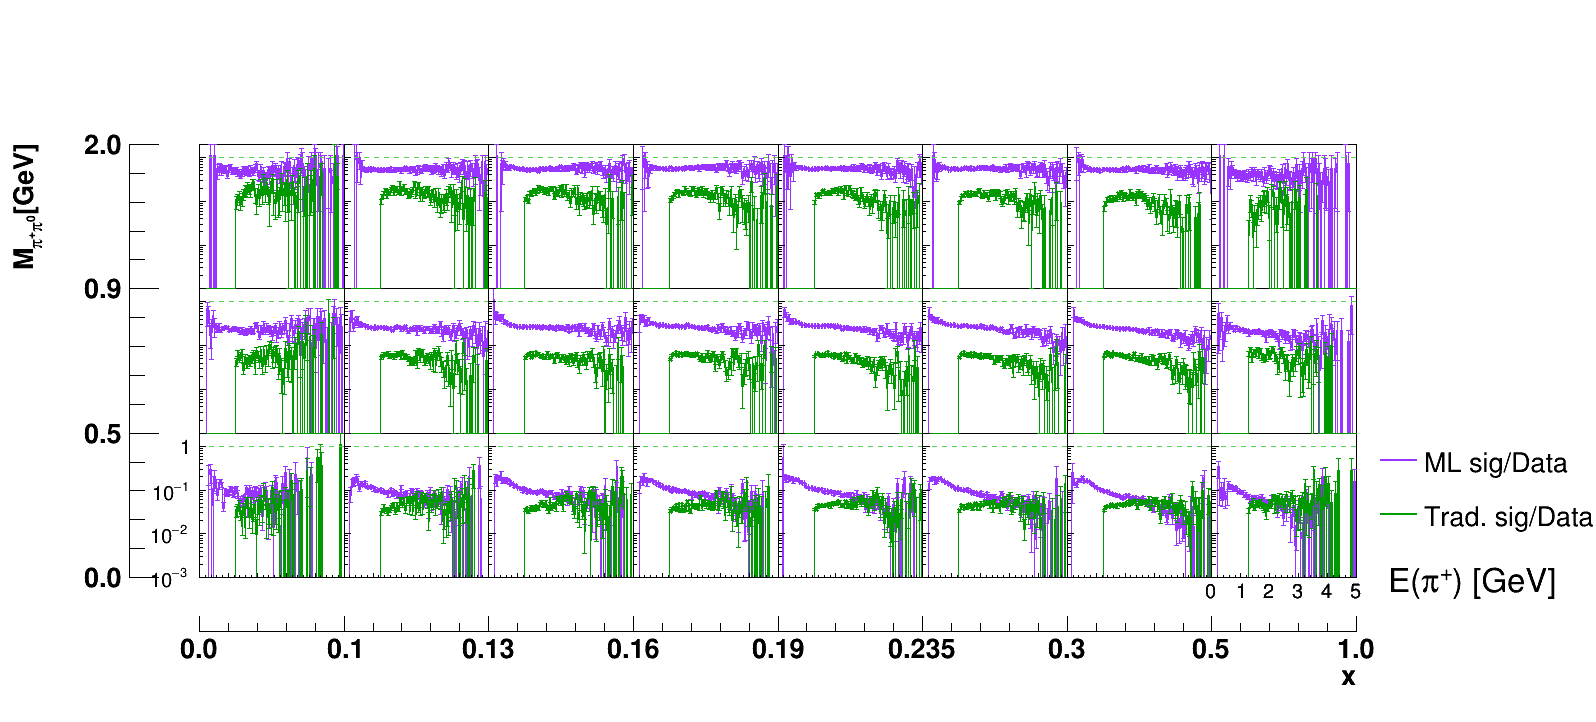 M π⁺π⁰ [GeV]
2.0
0.9
0.5
0.0
1
10⁻¹
10⁻²
10⁻³
ML sig/Data
Trad. sig/Data
E(π⁺) [GeV]
0 1 2 3 4 5
0.0 0.1 0.13 0.16 0.19 0.235 0.3 0.5 1.0
x